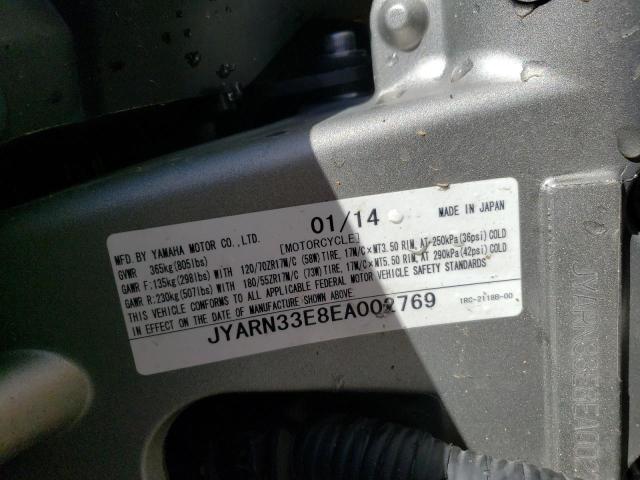 01/14
MADE IN JAPAN
MFD. BY YAMAHA MOTOR CO., LTD. [MOTORCYCLE]
GVWR 365kg(805lbs)
GAWR F:135kg(298lbs)WITH 120/70ZR17M/C (58W)TIRE, 17M/C×MT3.50 RIM, AT 250kPa(36psi)COLD
GAWR R:230kg(507lbs)WITH 180/55ZR17M/C (73W)TIRE, 17M/C×MT5.50 RIM, AT 290kPa(42psi)COLD
THIS VEHICLE CONFORMS TO ALL APPLICABLE FEDERAL MOTOR VEHICLE SAFETY STANDARDS
IN EFFECT ON THE DATE OF MANUFACTURE SHOWN ABOVE.
1RC-2118B-00
JYARN33E8EA002769
JYARN33E8EA002